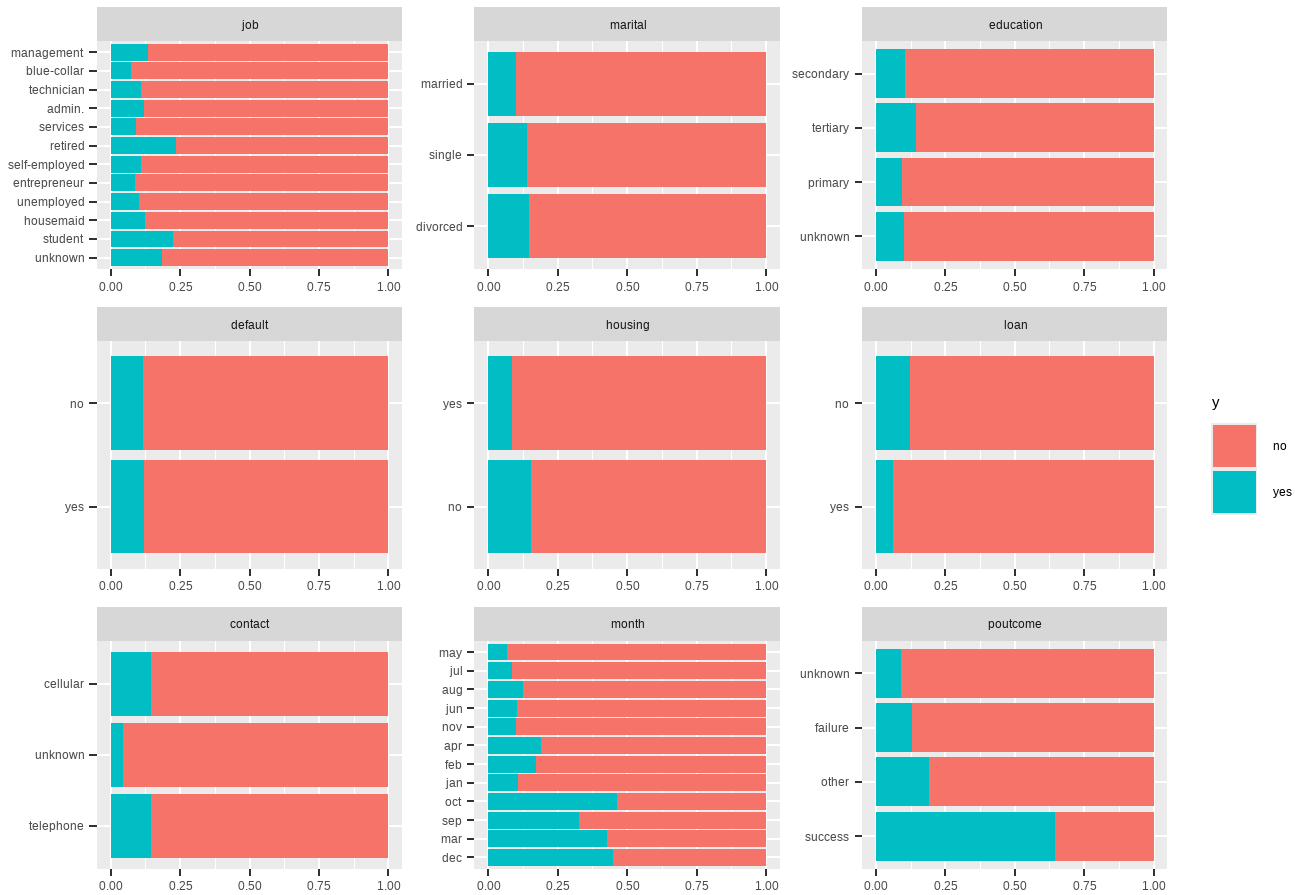 job
management
blue-collar
technician
admin.
services
retired
self-employed
entrepreneur
unemployed
housemaid
student
unknown
0.00 0.25 0.50 0.75 1.00
marital
married
single
divorced
0.00 0.25 0.50 0.75 1.00
education
secondary
tertiary
primary
unknown
0.00 0.25 0.50 0.75 1.00
default
no
yes
0.00 0.25 0.50 0.75 1.00
housing
yes
no
0.00 0.25 0.50 0.75 1.00
loan
no
yes
0.00 0.25 0.50 0.75 1.00
contact
cellular
unknown
telephone
0.00 0.25 0.50 0.75 1.00
month
may
jul
aug
jun
nov
apr
feb
jan
oct
sep
mar
dec
0.00 0.25 0.50 0.75 1.00
poutcome
unknown
failure
other
success
0.00 0.25 0.50 0.75 1.00
y
no
yes